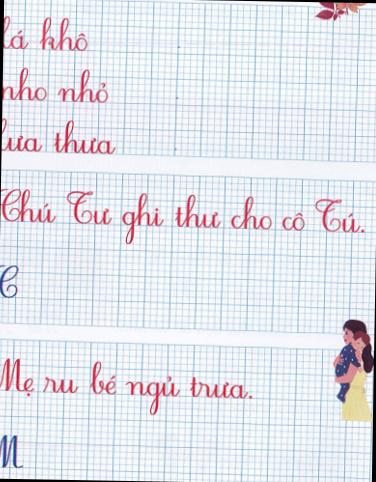 lá khô
nho nhỏ
lưa thưa
Chú Tư ghi thư cho cô Tú.
C
Mẹ ru bé ngủ trưa.
M